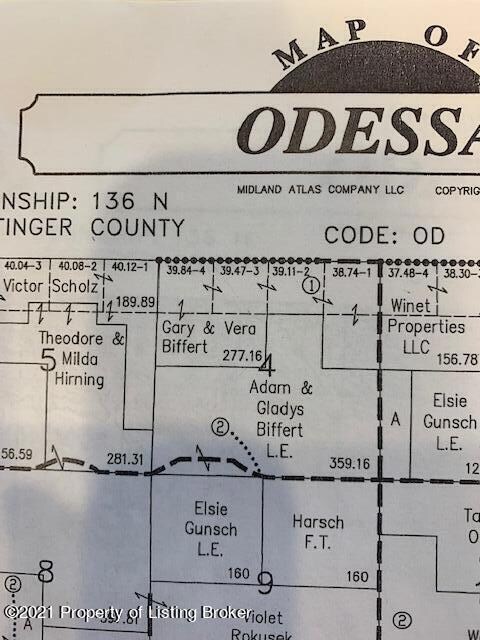 MAP OF
ODESSA
MIDLAND ATLAS COMPANY LLC COPYRIG
NSHIP: 136 N
TINGER COUNTY
CODE: OD
40.04-3 40.08-2 40.12-1 39.84-4 39.47-3 39.11-2 38.74-1 37.48-4 38.30-3
1
Victor Scholz
189.89
Winet
Properties
LLC
156.78
Gary & Vera
Biffert
277.16
Theodore &
Milda
Hirning
5
4
Adam &
Gladys
Biffert
L.E.
359.16
2
A
Elsie
Gunsch
L.E.
12
56.59
281.31
Elsie
Gunsch
L.E.
160
Harsch
F.T.
160
Ta
O
8
9
2
Violet
Rokusek
2
W
©2021 Property of Listing Broker